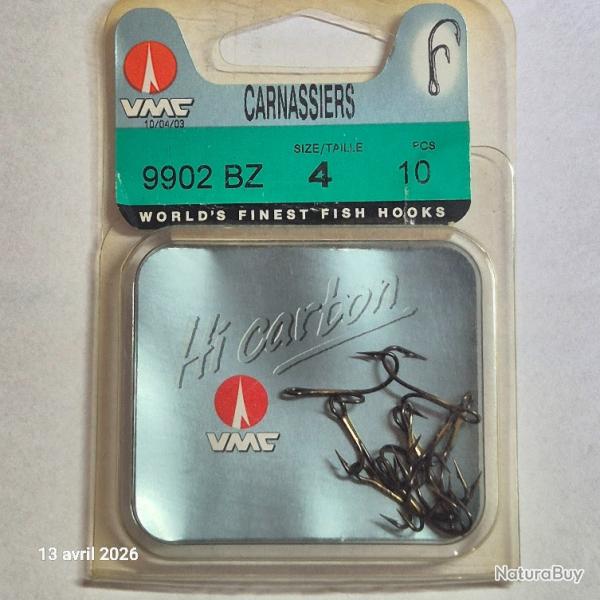 VMC
10/04/03
CARNASSIERS
SIZE/TAILLE
PCS
9902 BZ
4
10
WORLD'S FINEST FISH HOOKS
Hi carbon
VMC
13 avril 2026
NaturaBuy